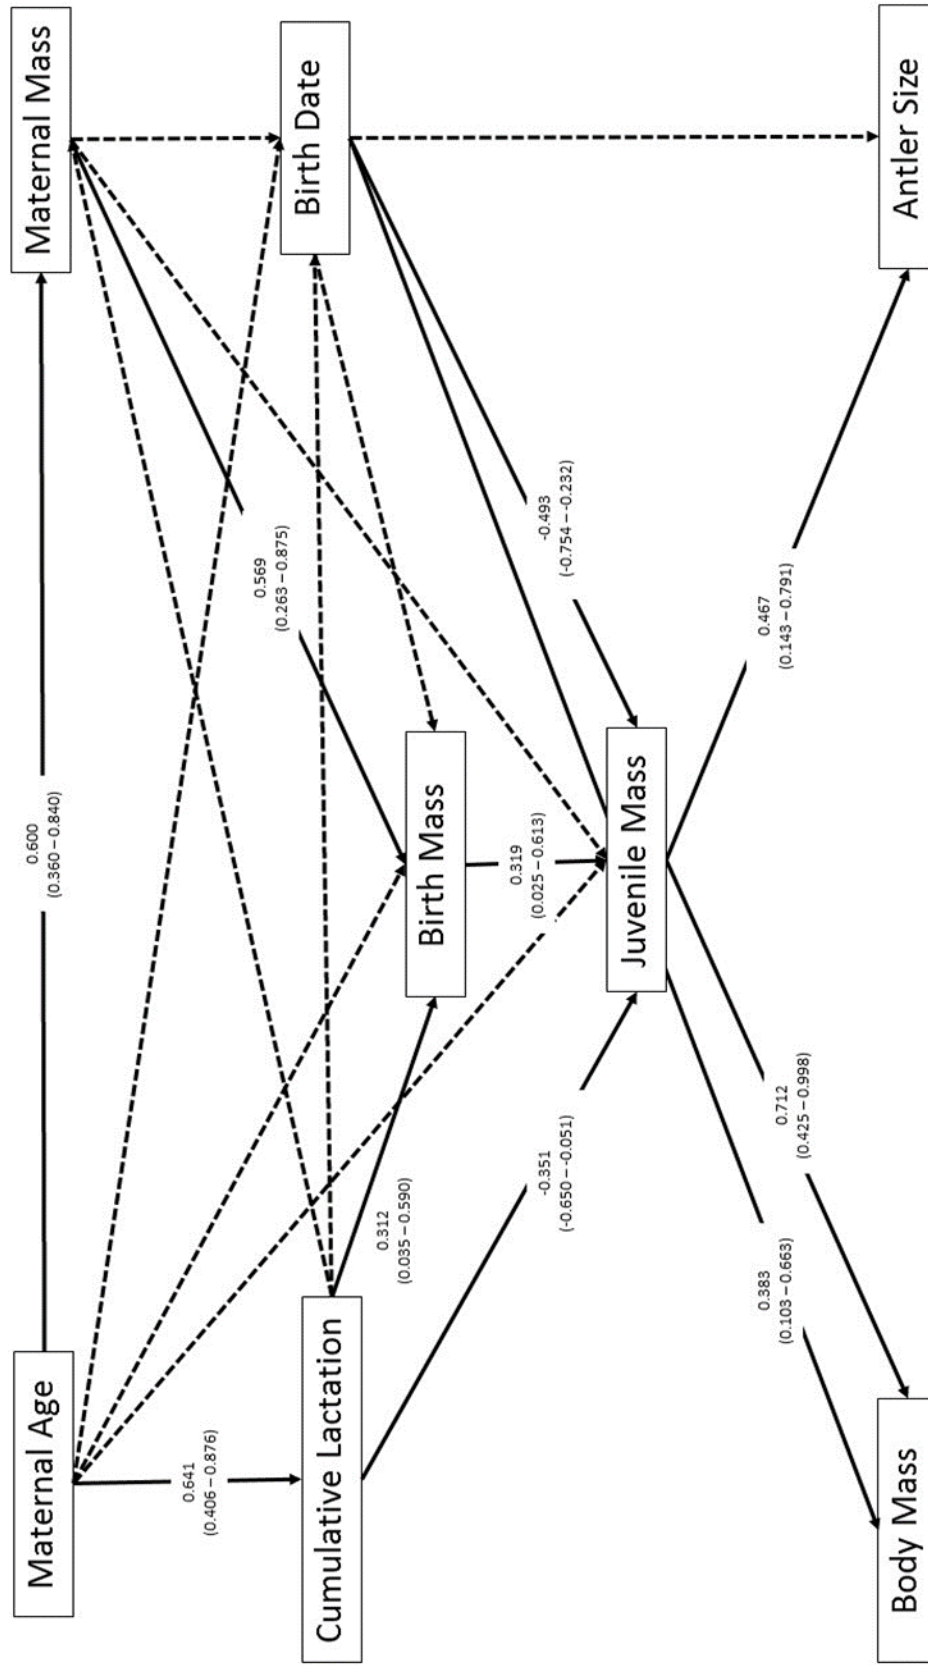 Maternal Age
0.600
(0.360 – 0.840)
Maternal Mass
0.641
(0.406 – 0.876)
Cumulative Lactation
0.569
(0.263 – 0.875)
Birth Date
0.312
(0.035 – 0.590)
Birth Mass
0.319
(0.025 – 0.613)
-0.351
(-0.650 – -0.051)
-0.493
(-0.754 – -0.232)
Juvenile Mass
0.383
(0.103 – 0.663)
0.712
(0.425 – 0.998)
0.467
(0.143 – 0.791)
Body Mass
Antler Size